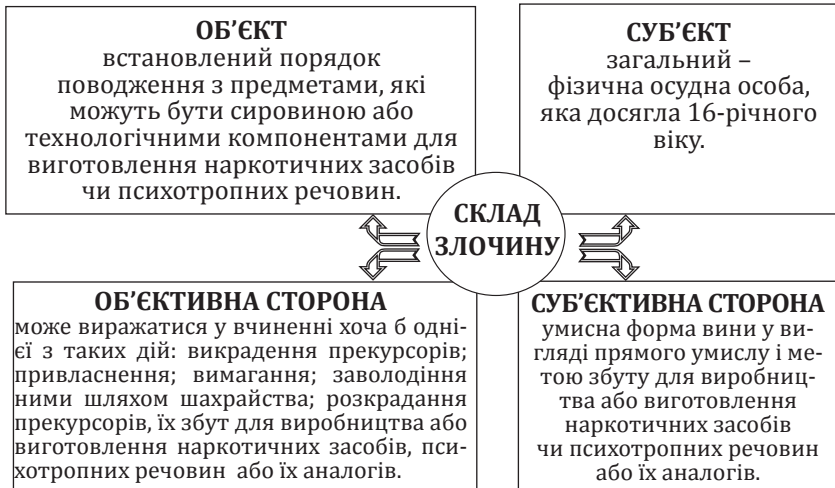 ОБ’ЄКТ
встановлений порядок
поводження з предметами, які
можуть бути сировиною або
технологічними компонентами для
виготовлення наркотичних засобів
чи психотропних речовин.
СУБ’ЄКТ
загальний –
фізична осудна особа,
яка досягла 16-річного
віку.
СКЛАД
ЗЛОЧИНУ
ОБ’ЄКТИВНА СТОРОНА
може виражатися у вчиненні хоча б одні-
єї з таких дій: викрадення прекурсорів;
привласнення; вимагання; заволодіння
ними шляхом шахрайства; розкрадання
прекурсорів, їх збут для виробництва або
виготовлення наркотичних засобів, пси-
хотропних речовин або їх аналогів.
СУБ’ЄКТИВНА СТОРОНА
умисна форма вини у ви-
гляді прямого умислу і ме-
тою збуту для виробниц-
тва або виготовлення
наркотичних засобів
чи психотропних речовин
або їх аналогів.